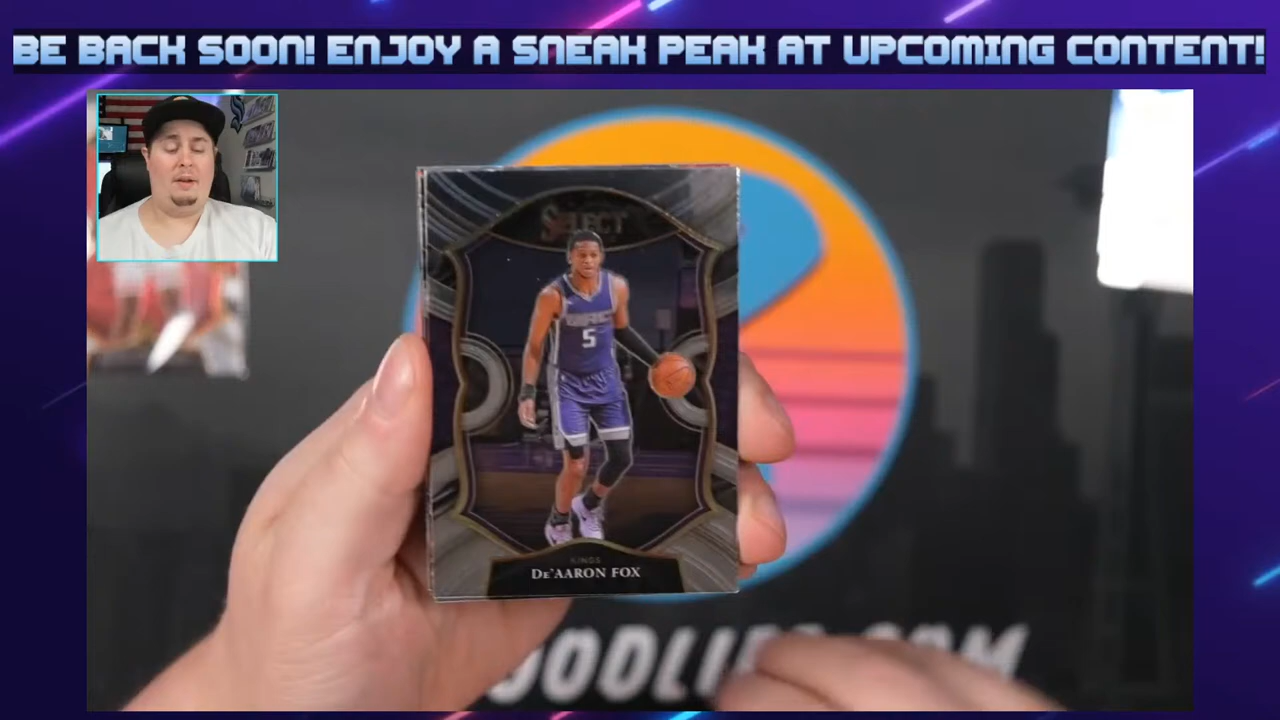 BE BACK SOON! ENJOY A SNEAK PEAK AT UPCOMING CONTENT!
SELECT
5
KINGS
DE'AARON FOX